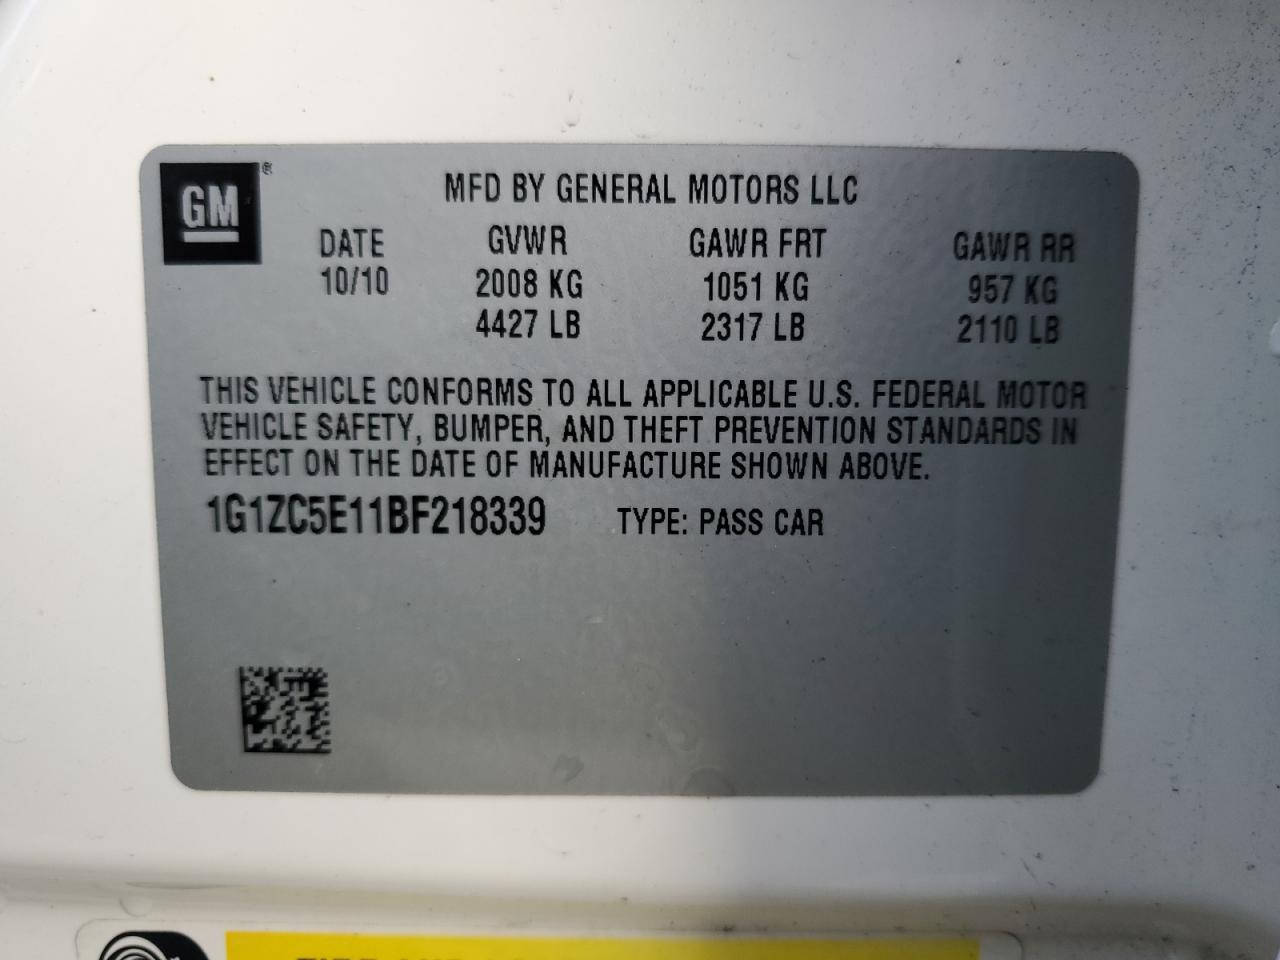 GM®
MFD BY GENERAL MOTORS LLC
DATE GVWR GAWR FRT GAWR RR
10/10 2008 KG 1051 KG 957 KG
4427 LB 2317 LB 2110 LB
THIS VEHICLE CONFORMS TO ALL APPLICABLE U.S. FEDERAL MOTOR
VEHICLE SAFETY, BUMPER, AND THEFT PREVENTION STANDARDS IN
EFFECT ON THE DATE OF MANUFACTURE SHOWN ABOVE.
1G1ZC5E11BF218339 TYPE: PASS CAR